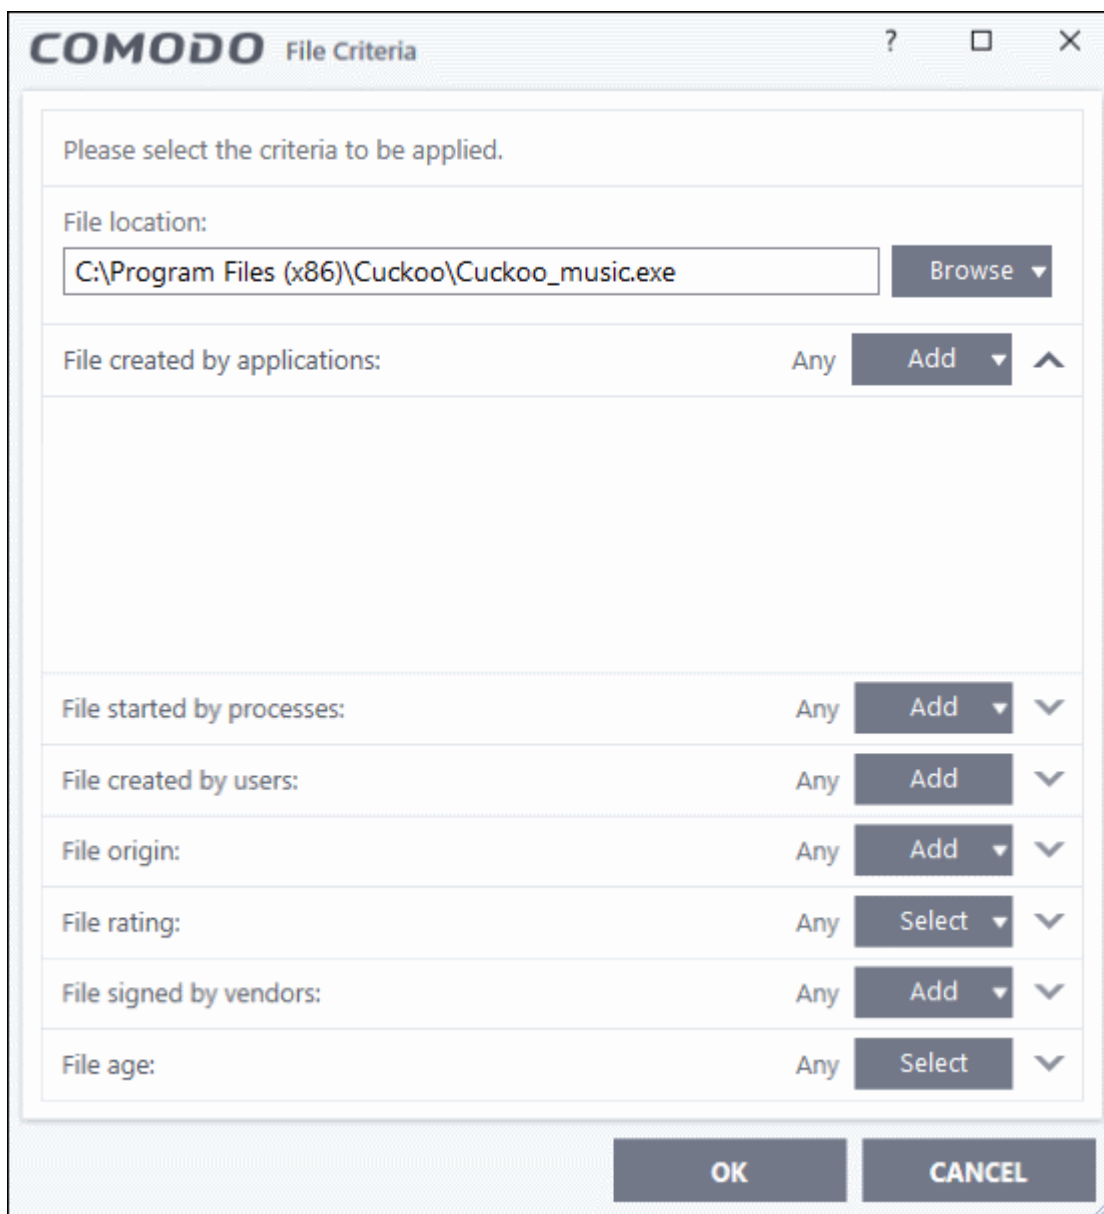 COMODO File Criteria ?
Please select the criteria to be applied.
File location:
C:\Program Files (x86)\Cuckoo\Cuckoo_music.exe Browse
File created by applications: Any Add
File started by processes: Any Add
File created by users: Any Add
File origin: Any Add
File rating: Any Select
File signed by vendors: Any Add
File age: Any Select
OK CANCEL